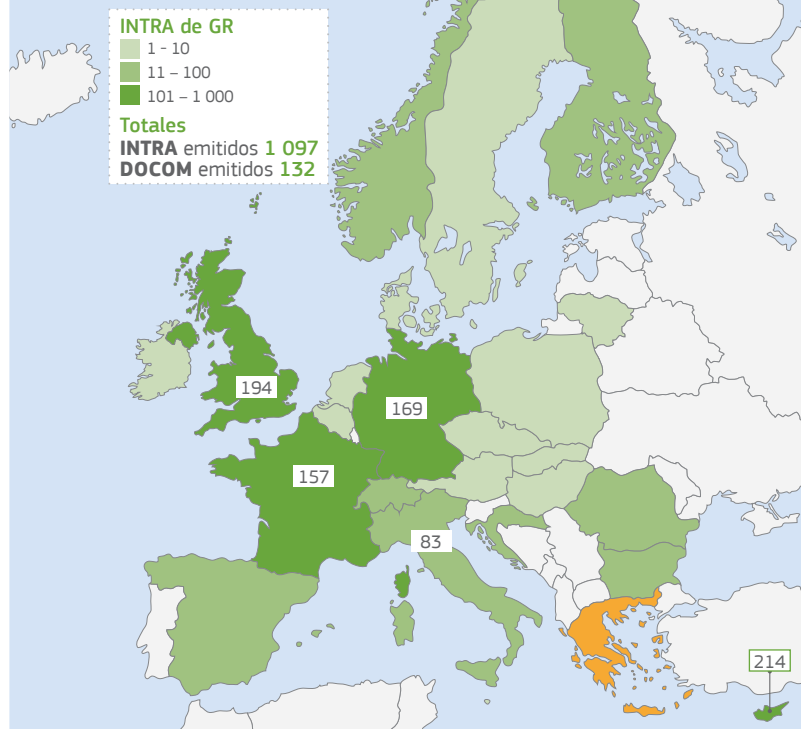 INTRA de GR
1 - 10
11 – 100
101 – 1 000
Totales
INTRA emitidos 1 097
DOCOM emitidos 132
194
169
157
83
214